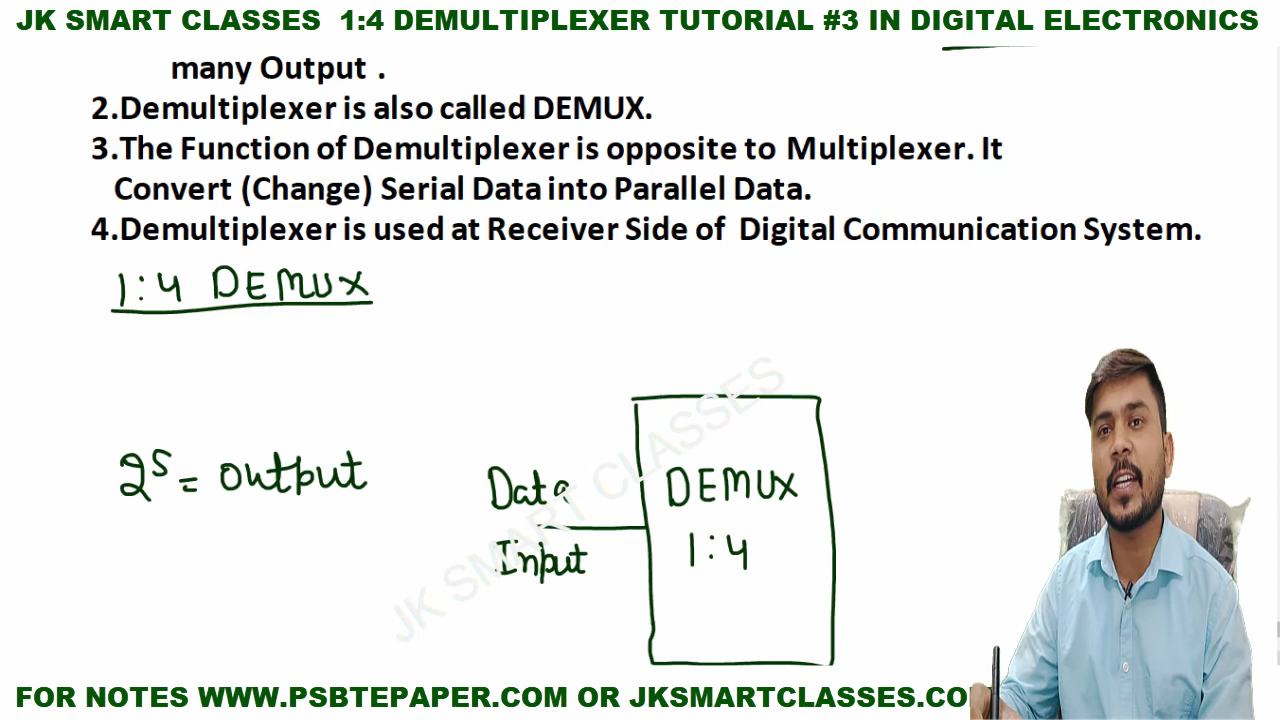 JK SMART CLASSES 1:4 DEMULTIPLEXER TUTORIAL #3 IN DIGITAL ELECTRONICS
many Output .
2.Demultiplexer is also called DEMUX.
3.The Function of Demultiplexer is opposite to Multiplexer. It
Convert (Change) Serial Data into Parallel Data.
4.Demultiplexer is used at Receiver Side of Digital Communication System.
1:4 DEMUX
2^S = output
Data
Input
DEMUX
1:4
JK SMART CLASSES
FOR NOTES WWW.PSBTEPAPER.COM OR JKSMARTCLASSES.CO